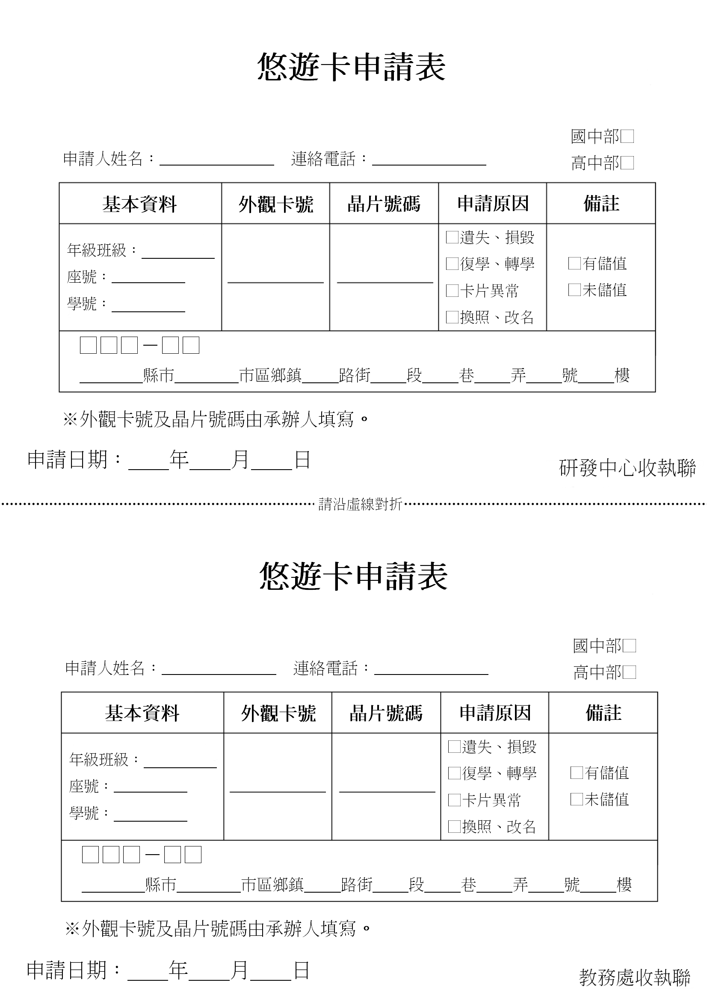 悠遊卡申請表
國中部□
申請人姓名：＿＿＿＿＿＿ 連絡電話：＿＿＿＿＿＿
高中部□
基本資料 外觀卡號 晶片號碼 申請原因 備註
□遺失、損毀
年級班級：＿＿＿＿
□復學、轉學 □有儲值
座號：＿＿＿＿
□卡片異常 □未儲值
學號：＿＿＿＿
□換照、改名
□□□－□□
＿＿＿＿縣市＿＿＿＿市區鄉鎮＿＿路街＿＿段＿＿巷＿＿弄＿＿號＿＿樓
※外觀卡號及晶片號碼由承辦人填寫。
申請日期：＿＿年＿＿月＿＿日
研發中心收執聯
請沿虛線對折
悠遊卡申請表
國中部□
申請人姓名：＿＿＿＿＿＿ 連絡電話：＿＿＿＿＿＿
高中部□
基本資料 外觀卡號 晶片號碼 申請原因 備註
□遺失、損毀
年級班級：＿＿＿＿
□復學、轉學 □有儲值
座號：＿＿＿＿
□卡片異常 □未儲值
學號：＿＿＿＿
□換照、改名
□□□－□□
＿＿＿＿縣市＿＿＿＿市區鄉鎮＿＿路街＿＿段＿＿巷＿＿弄＿＿號＿＿樓
※外觀卡號及晶片號碼由承辦人填寫。
申請日期：＿＿年＿＿月＿＿日
教務處收執聯